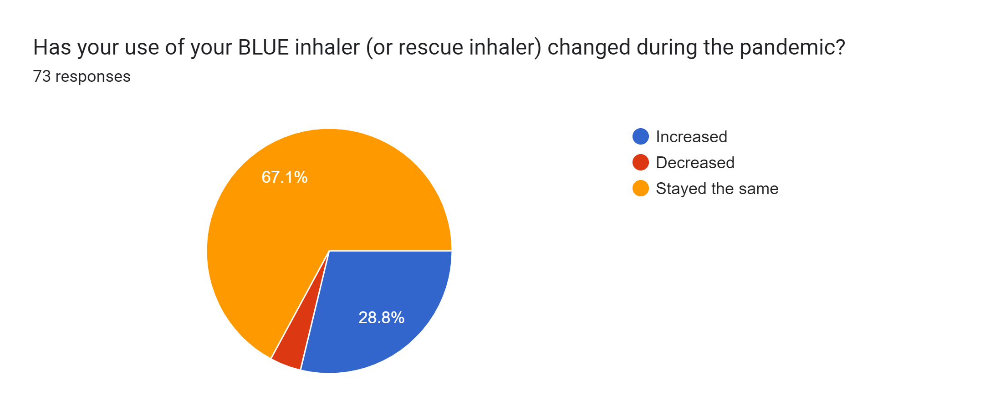 Has your use of your BLUE inhaler (or rescue inhaler) changed during the pandemic?
73 responses
67.1%
28.8%
Increased
Decreased
Stayed the same